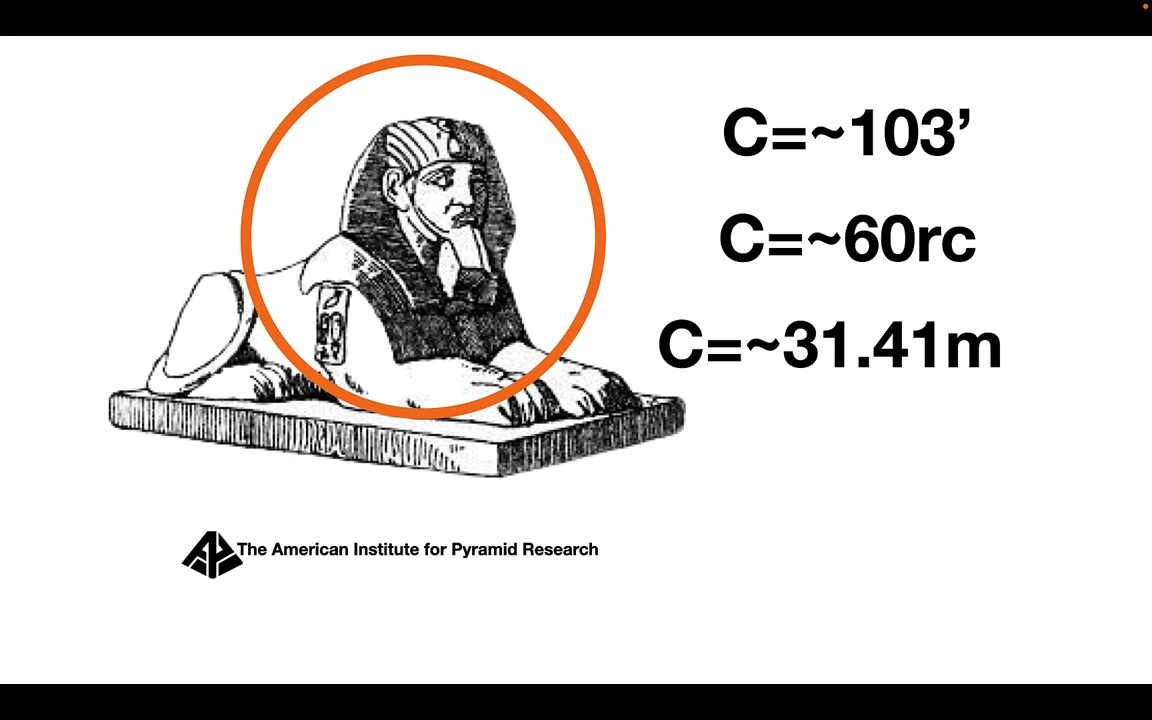 C=~103’
C=~60rc
C=~31.41m
The American Institute for Pyramid Research